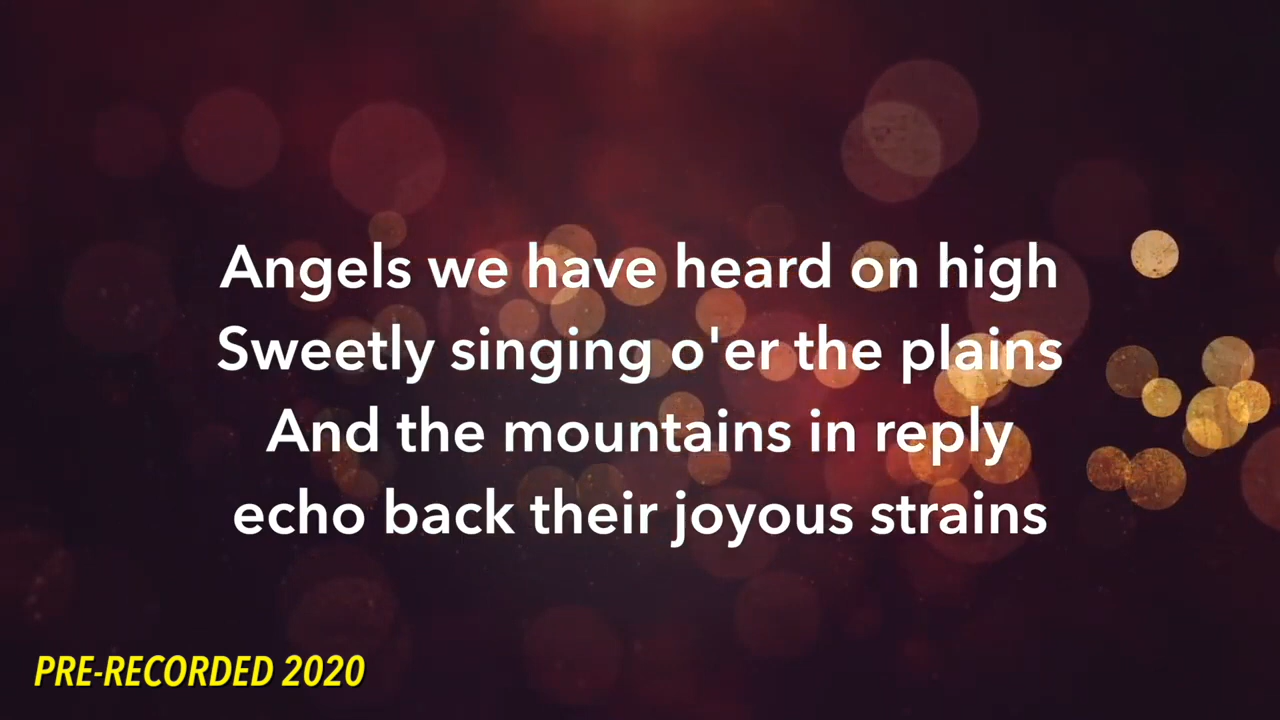 Angels we have heard on high
Sweetly singing o'er the plains
And the mountains in reply
echo back their joyous strains
PRE-RECORDED 2020